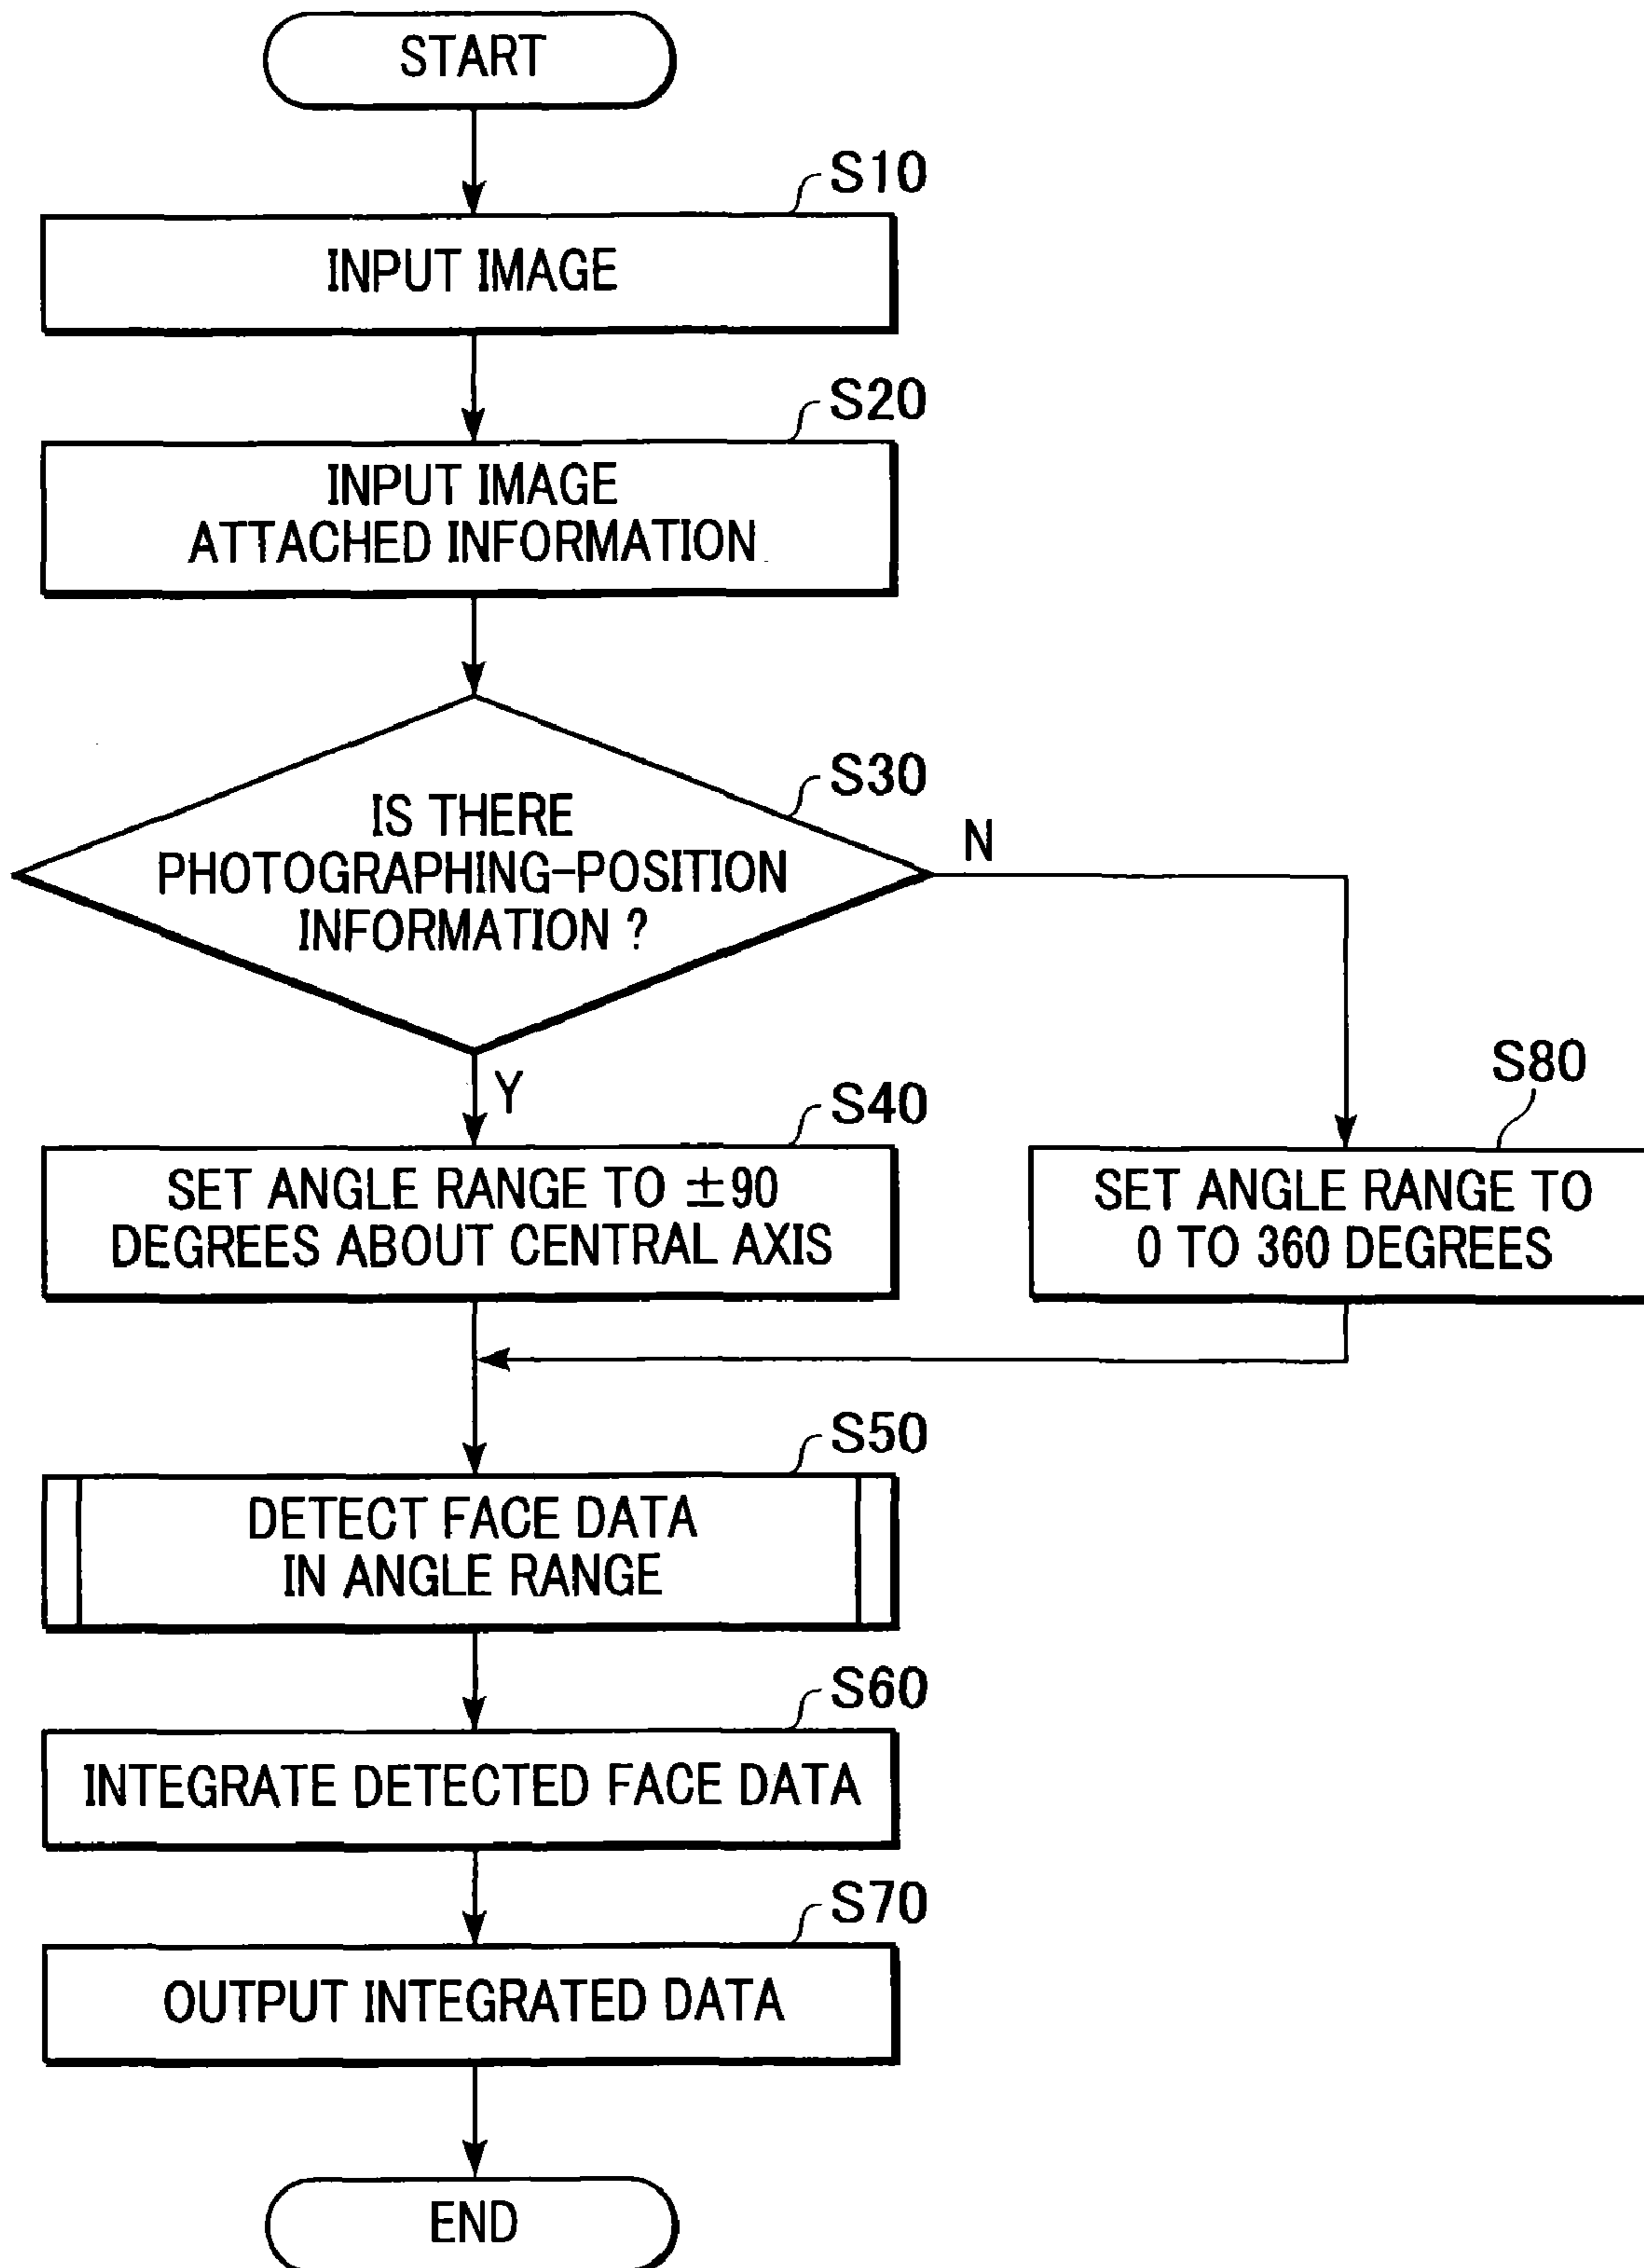 START
S10
INPUT IMAGE
S20
INPUT IMAGE
ATTACHED INFORMATION
S30
IS THERE
PHOTOGRAPHING-POSITION
INFORMATION ?
N
Y
S40
SET ANGLE RANGE TO ±90
DEGREES ABOUT CENTRAL AXIS
S80
SET ANGLE RANGE TO
0 TO 360 DEGREES
S50
DETECT FACE DATA
IN ANGLE RANGE
S60
INTEGRATE DETECTED FACE DATA
S70
OUTPUT INTEGRATED DATA
END